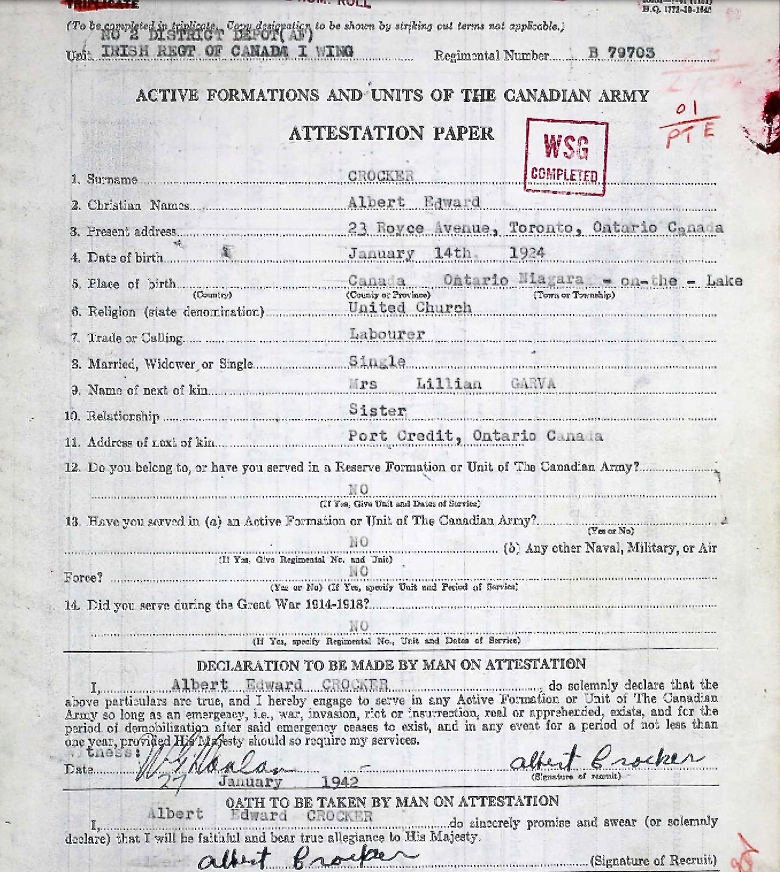 TRIPLICATE
ROLL
H.Q. 1772-39-1642
(To be completed in triplicate. Copy designation to be shown by striking out terms not applicable.)
NO 2 DISTRICT DEPOT(AF)
Unit IRISH REGT OF CANADA I WING Regimental Number B 79703
01
PTE
ACTIVE FORMATIONS AND UNITS OF THE CANADIAN ARMY
ATTESTATION PAPER
WSG
COMPLETED
1. Surname CROCKER
2. Christian Names Albert Edward
3. Present address 23 Royce Avenue, Toronto, Ontario Canada
4. Date of birth January 14th 1924
5. Place of birth Canada Ontario Niagara - on-the - Lake
(Country) (County or Province) (Town or Township)
6. Religion (state denomination) United Church
7. Trade or Calling Labourer
8. Married, Widower or Single Single
9. Name of next of kin Mrs Lillian GARVA
10. Relationship Sister
11. Address of next of kin Port Credit, Ontario Canada
12. Do you belong to, or have you served in a Reserve Formation or Unit of The Canadian Army?
NO
(If Yes, Give Unit and Dates of Service)
13. Have you served in (a) an Active Formation or Unit of The Canadian Army?
(Yes or No)
NO (b) Any other Naval, Military, or Air
(If Yes, Give Regimental No. and Unit)
Force? NO
(Yes or No) (If Yes, specify Unit and Period of Service)
14. Did you serve during the Great War 1914-1918?
NO
(If Yes, specify Regimental No., Unit and Dates of Service)
DECLARATION TO BE MADE BY MAN ON ATTESTATION
I, Albert Edward CROCKER, do solemnly declare that the
above particulars are true, and I hereby engage to serve in any Active Formation or Unit of The Canadian
Army so long as an emergency, i.e., war, invasion, riot or insurrection, real or apprehended, exists, and for the
period of demobilization after said emergency ceases to exist, and in any event for a period of not less than
one year, provided His Majesty should so require my services.
tness:
Date 27 January 1942 albert Crocker
(Signature of recruit)
OATH TO BE TAKEN BY MAN ON ATTESTATION
I, Albert Edward CROCKER do sincerely promise and swear (or solemnly
declare) that I will be faithful and bear true allegiance to His Majesty.
albert Crocker (Signature of Recruit)